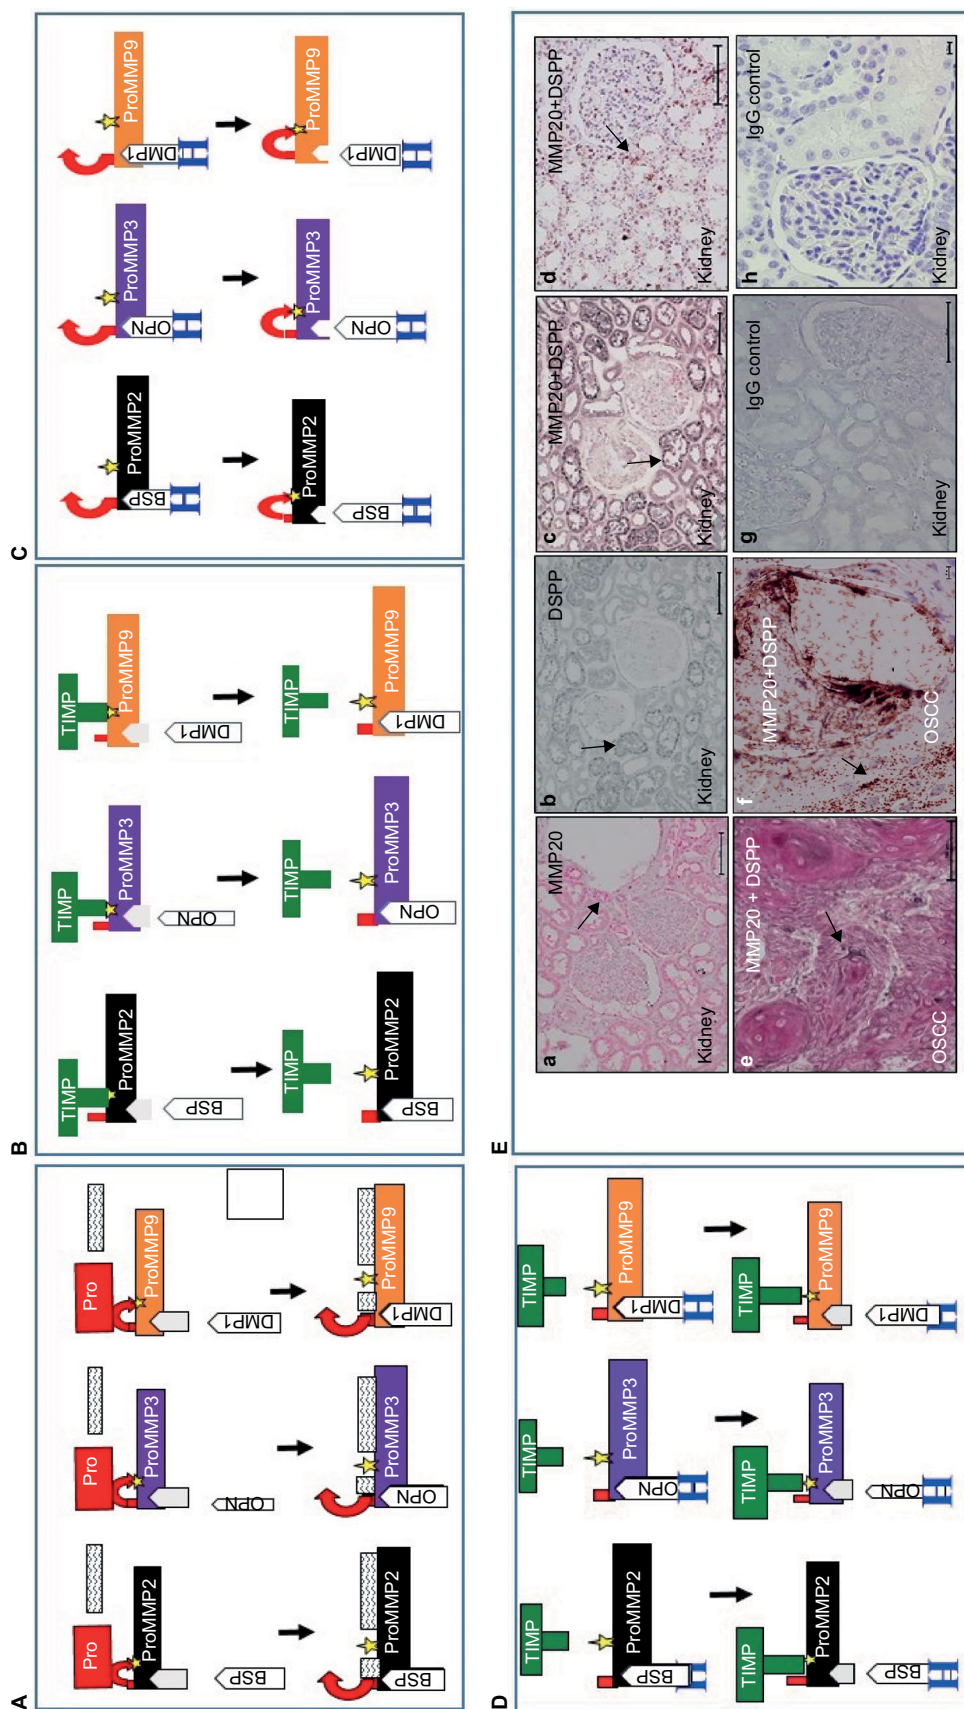 A
Pro Pro Pro
ProMMP2 ProMMP3 ProMMP9
BSP OPN DMP1
ProMMP2 ProMMP3 ProMMP9
BSP OPN DMP1
B
TIMP TIMP TIMP
ProMMP2 ProMMP3 ProMMP9
BSP OPN DMP1
TIMP TIMP TIMP
ProMMP2 ProMMP3 ProMMP9
BSP OPN DMP1
C
ProMMP2 ProMMP3 ProMMP9
BSP OPN DMP1
H H H
ProMMP2 ProMMP3 ProMMP9
BSP OPN DMP1
H H H
D
TIMP TIMP TIMP
ProMMP2 ProMMP3 ProMMP9
BSP OPN DMP1
H H H
TIMP TIMP TIMP
ProMMP2 ProMMP3 ProMMP9
BSP OPN DMP1
H H H
E
a MMP20
Kidney
b DSPP
Kidney
c MMP20+DSPP
Kidney
d MMP20+DSPP
Kidney
e MMP20 + DSPP
OSCC
f MMP20+DSPP
OSCC
g IgG control
Kidney
h IgG control
Kidney